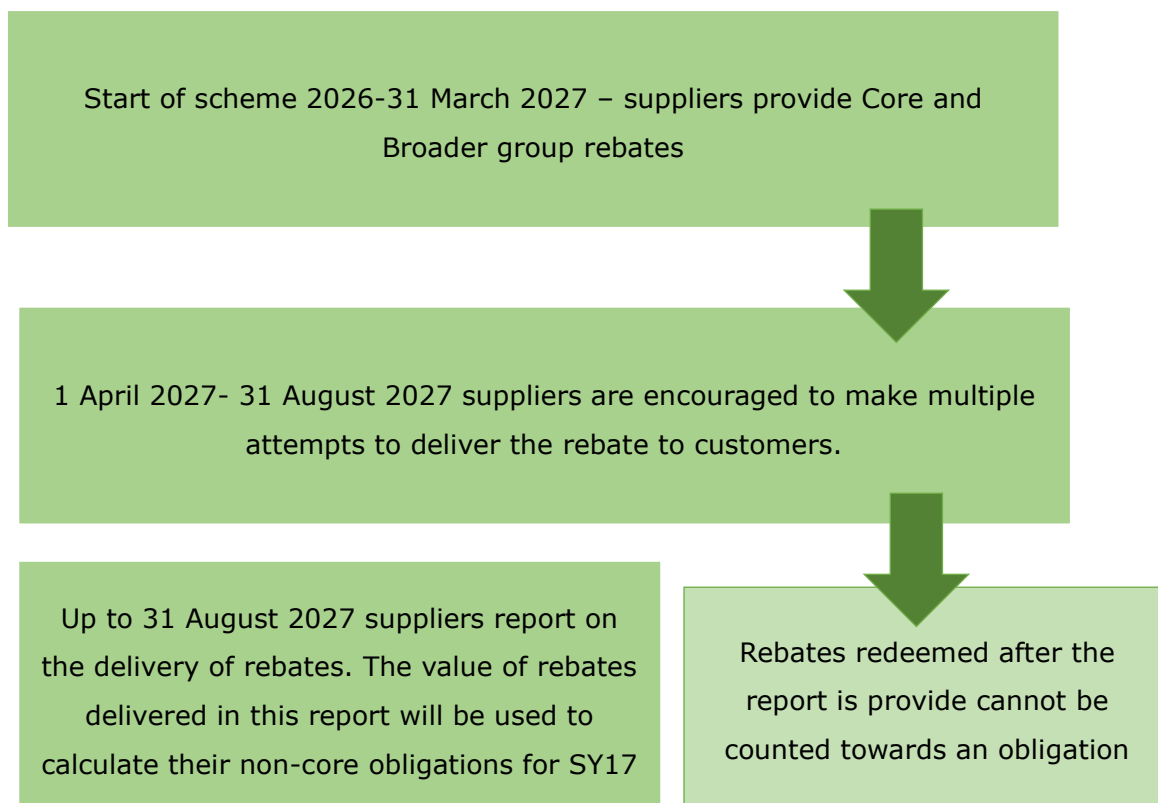 Start of scheme 2026-31 March 2027 – suppliers provide Core and
Broader group rebates
1 April 2027- 31 August 2027 suppliers are encouraged to make multiple
attempts to deliver the rebate to customers.
Up to 31 August 2027 suppliers report on
the delivery of rebates. The value of rebates
delivered in this report will be used to
calculate their non-core obligations for SY17
Rebates redeemed after the
report is provide cannot be
counted towards an obligation